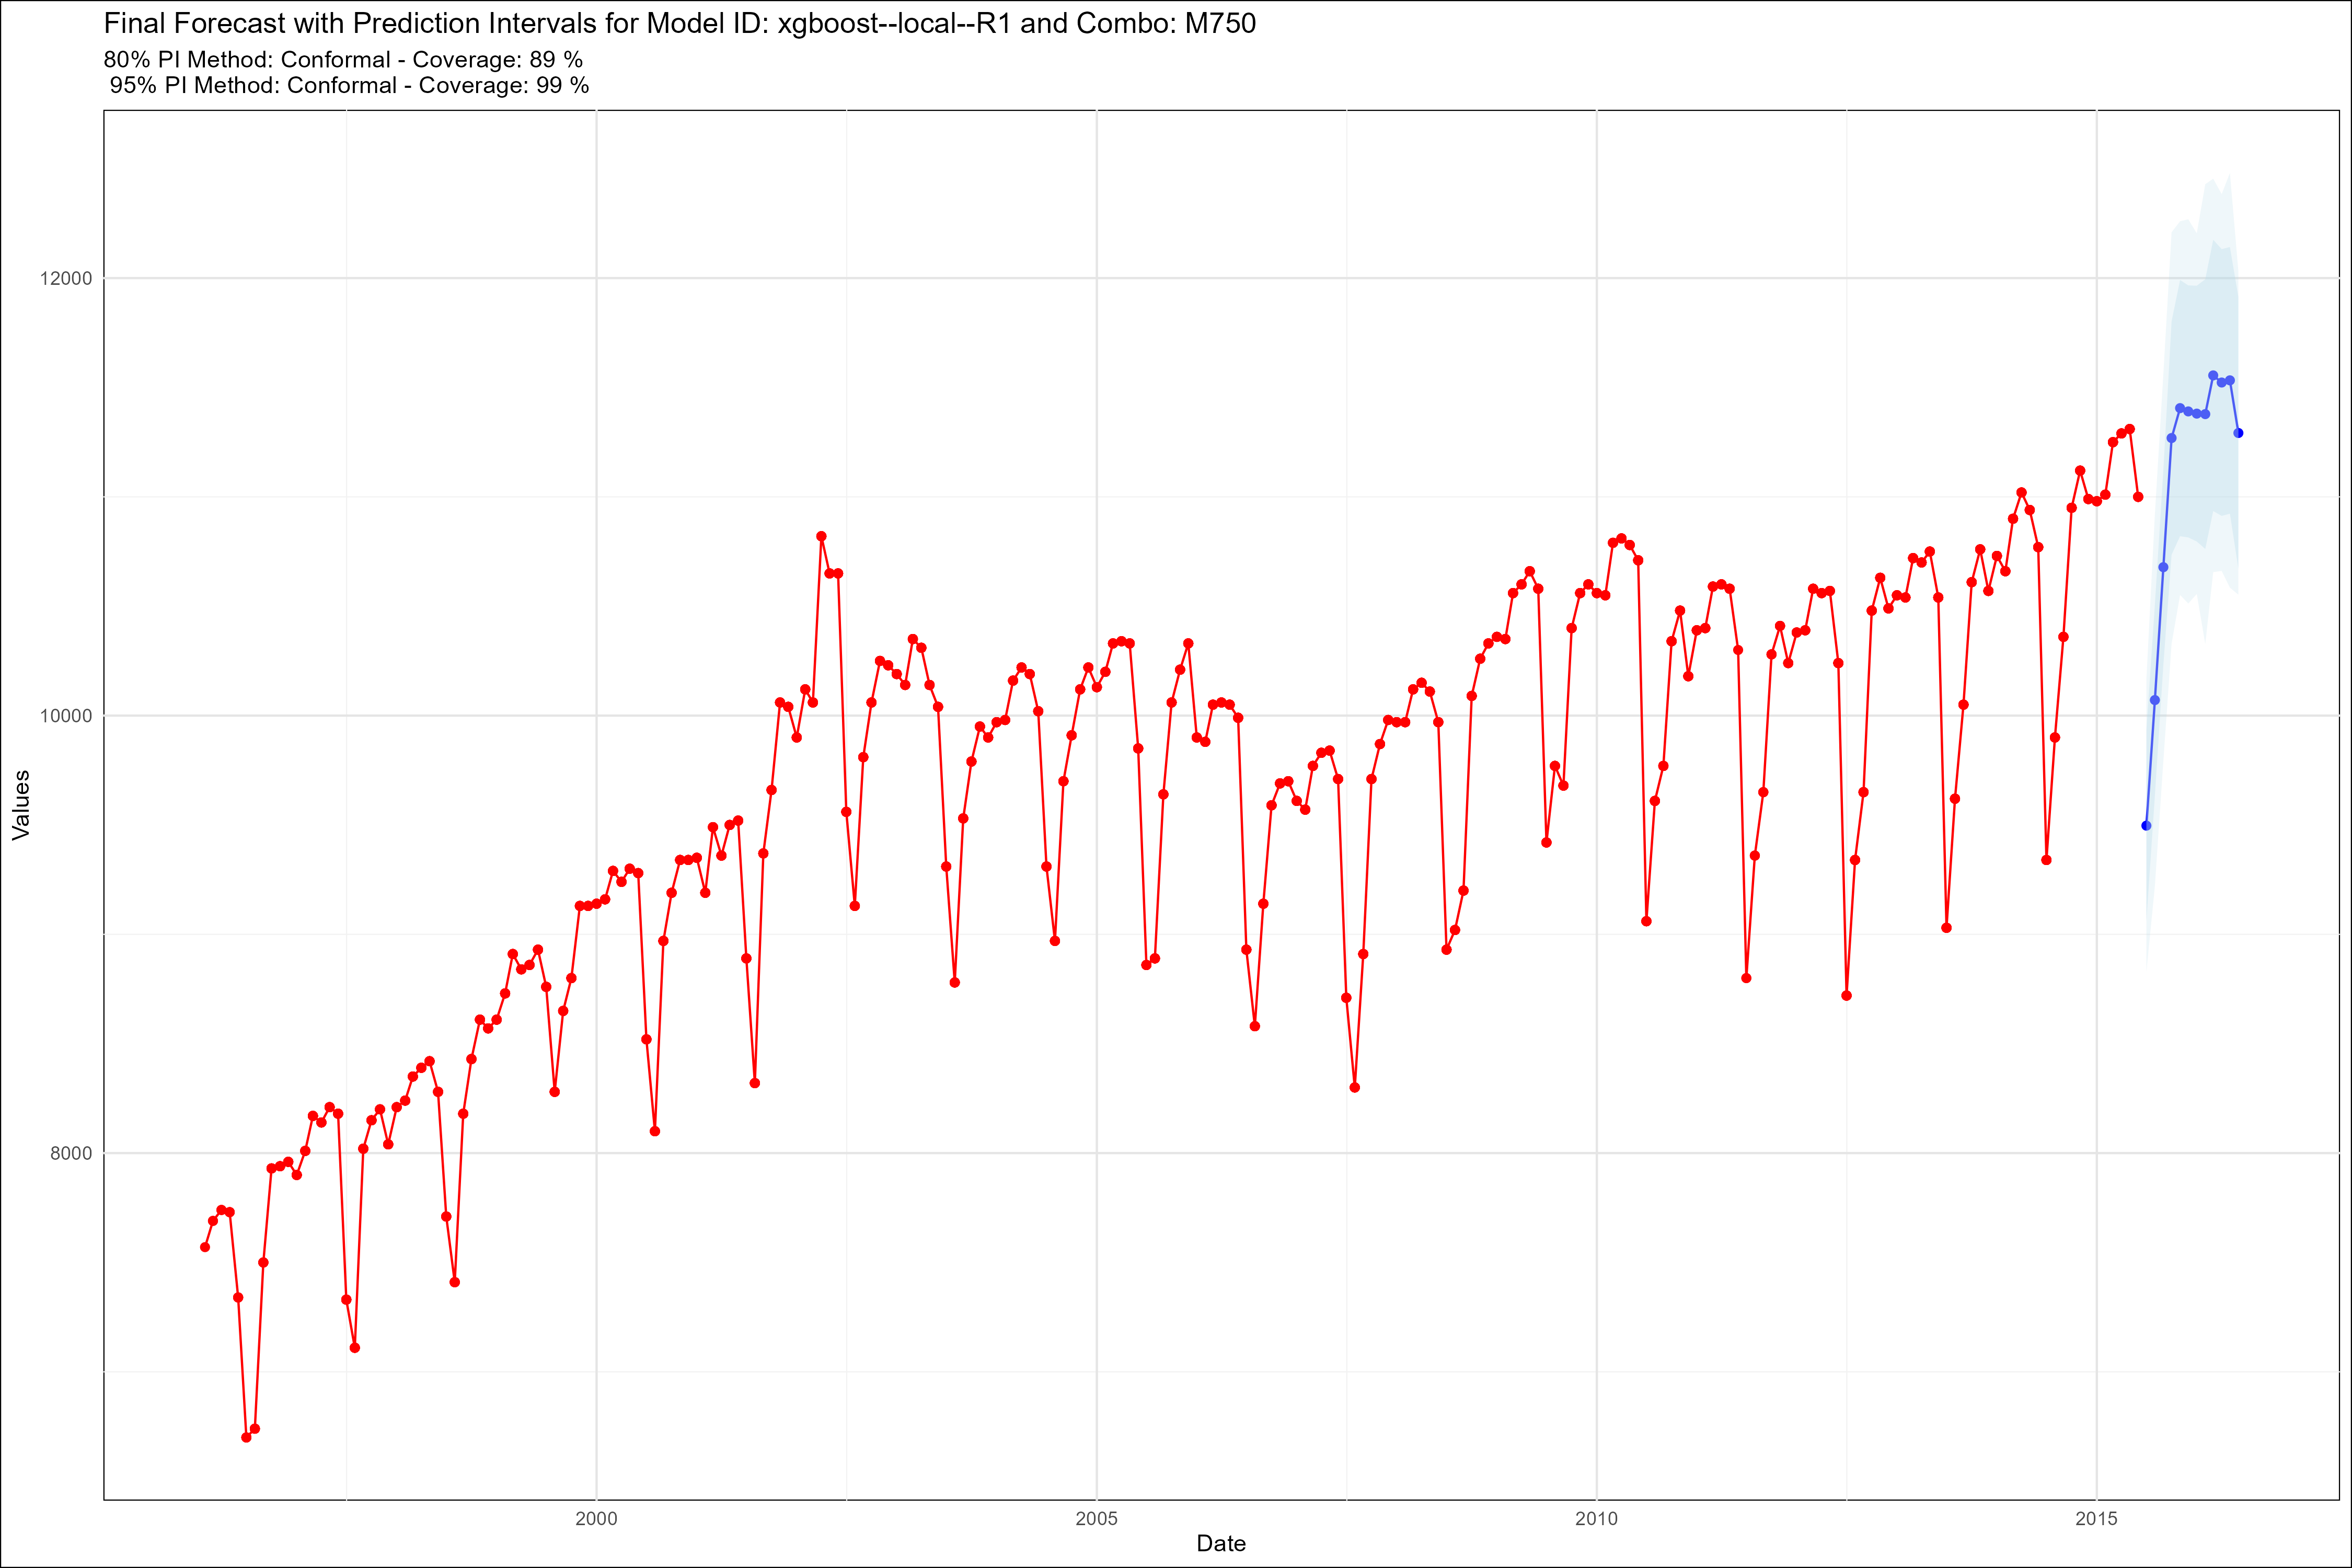 Final Forecast with Prediction Intervals for Model ID: xgboost--local--R1 and Combo: M750
80% PI Method: Conformal - Coverage: 89 %
95% PI Method: Conformal - Coverage: 99 %
12000
10000
8000
Values
2000 2005 2010 2015
Date